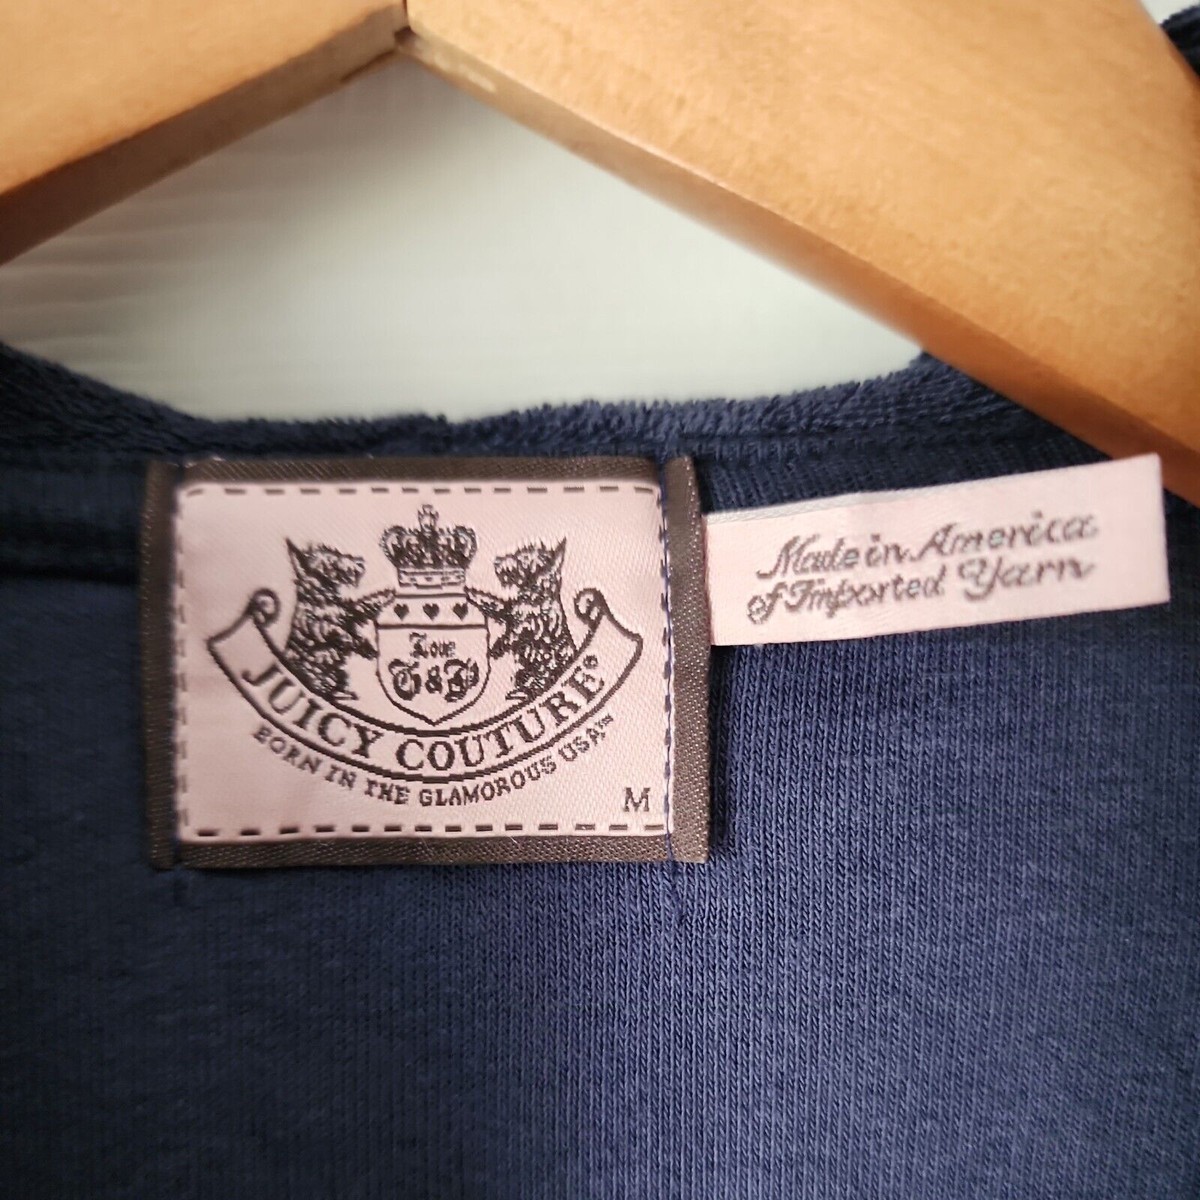 Love
G&P
JUICY COUTURE®
BORN IN THE GLAMOROUS USA™
M
Made in America
of Imported Yarn